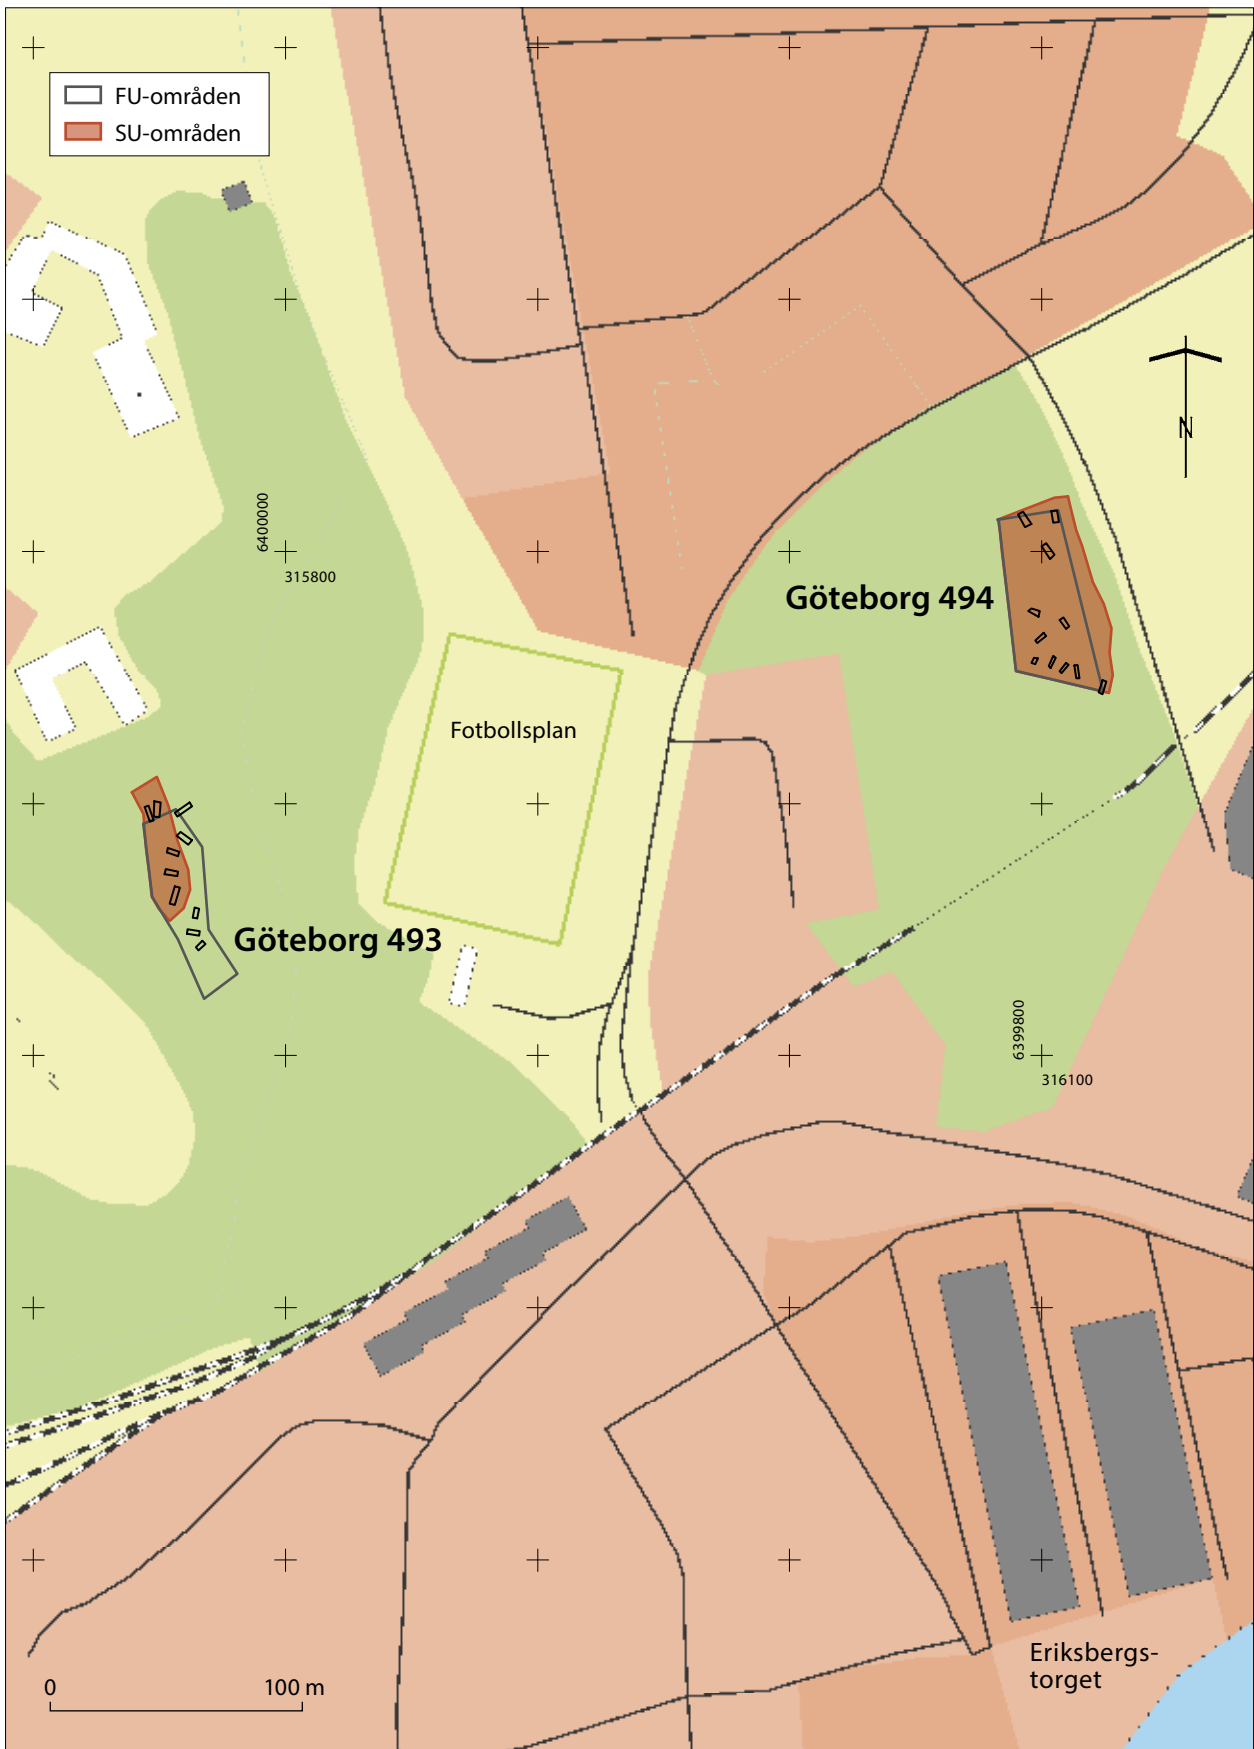 FU-områden
SU-områden
N
6400000
315800
Göteborg 494
Fotbollsplan
Göteborg 493
6399800
316100
Eriksbergs-
torget
0 100 m